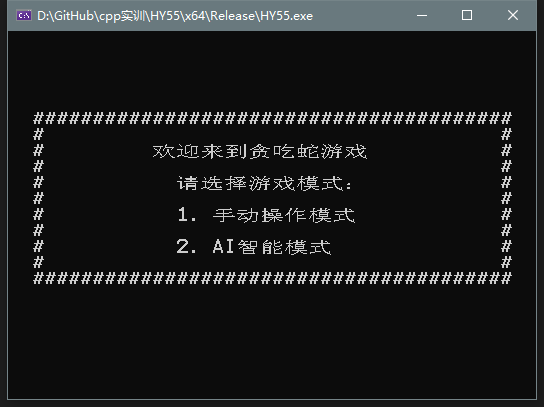 D:\GitHub\cpp实训\HY55\x64\Release\HY55.exe
########################################
#                                      #
#         欢迎来到贪吃蛇游戏           #
#                                      #
#           请选择游戏模式:           #
#                                      #
#           1. 手动操作模式            #
#                                      #
#           2. AI智能模式              #
#                                      #
########################################